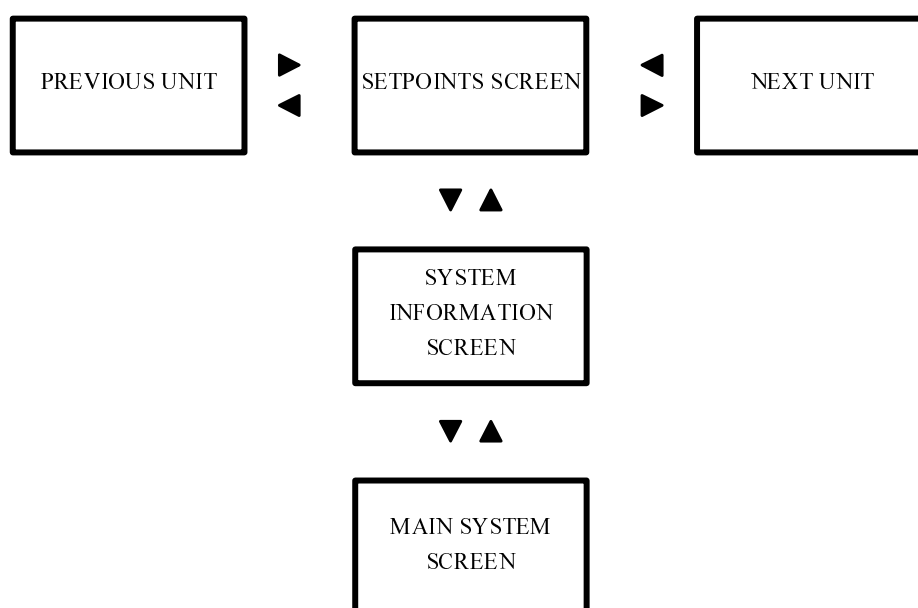 PREVIOUS UNIT
SETPOINTS SCREEN
NEXT UNIT
SYSTEM
INFORMATION
SCREEN
MAIN SYSTEM
SCREEN